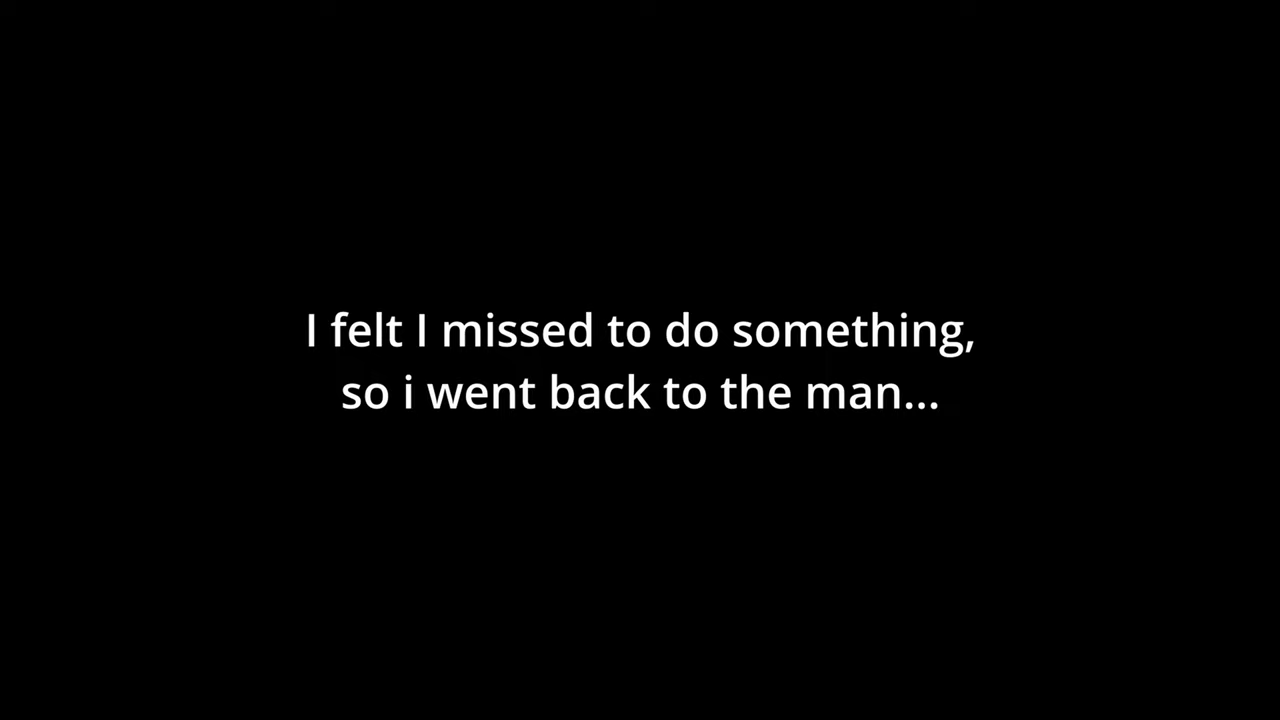 I felt I missed to do something,
so i went back to the man...